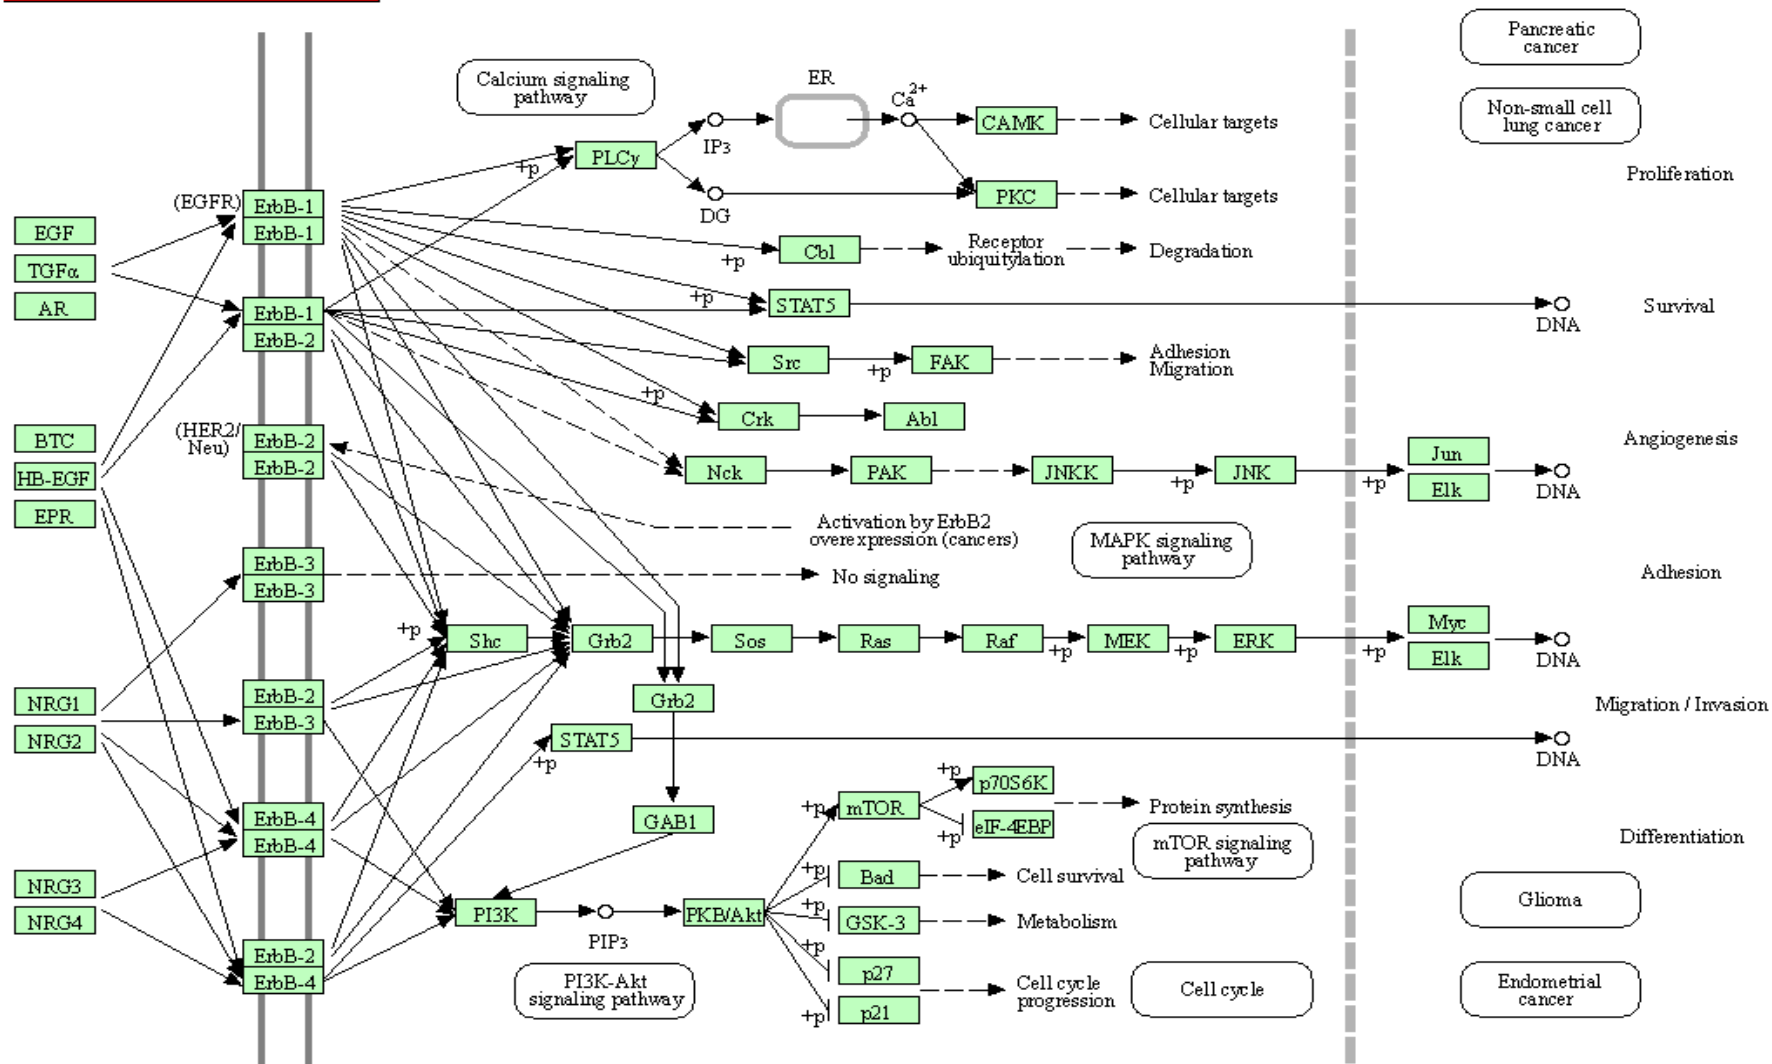 Pancreatic
cancer
Calcium signaling
pathway
ER
Ca2+
Non-small cell
lung cancer
CAMK
Cellular targets
IP3
PLCγ
+p
Proliferation
DG
PKC
Cellular targets
(EGFR)
ErbB-1
ErbB-1
EGF
TGFα
AR
Cbl
+p
Receptor
ubiquitylation
Degradation
ErbB-1
ErbB-2
+p
STAT5
DNA
Survival
Src
+p
FAK
Adhesion
Migration
+p
Crk
Abl
BTC
HB-EGF
EPR
(HER2/
Neu)
ErbB-2
ErbB-2
Nck
PAK
JNKK
+p
JNK
+p
Jun
Elk
DNA
Angiogenesis
Activation by ErbB2
overexpression (cancers)
MAPK signaling
pathway
ErbB-3
ErbB-3
No signaling
Adhesion
+p
Shc
Grb2
Sos
Ras
Raf
+p
MEK
+p
ERK
+p
Myc
Elk
DNA
NRG1
NRG2
ErbB-2
ErbB-3
Grb2
Migration / Invasion
STAT5
+p
DNA
ErbB-4
ErbB-4
GAB1
+p
mTOR
+p
p70S6K
+p
eIF-4EBP
Protein synthesis
mTOR signaling
pathway
Differentiation
NRG3
NRG4
+p
Bad
Cell survival
PI3K
PIP3
PKB/Akt
+p
GSK-3
Metabolism
Glioma
ErbB-2
ErbB-4
PI3K-Akt
signaling pathway
+p
p27
+p
p21
Cell cycle
progression
Cell cycle
Endometrial
cancer